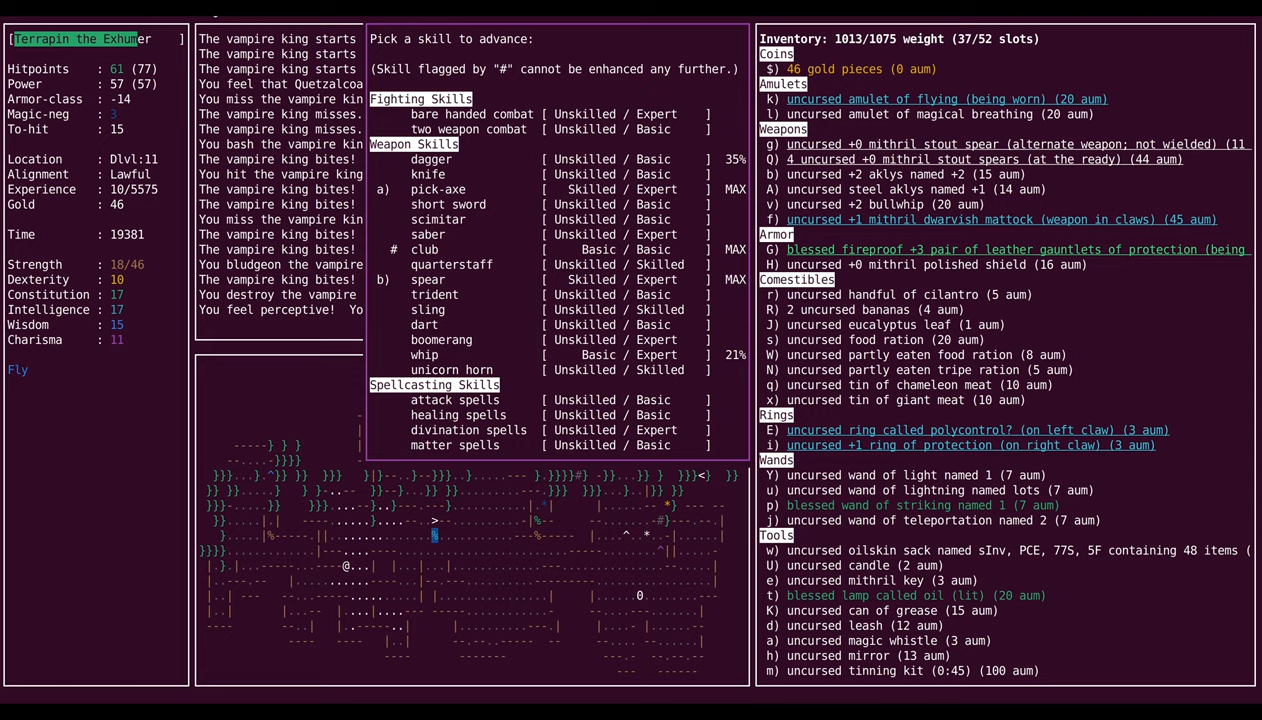 [Terrapin the Exhumer ]
Hitpoints : 61 (77)
Power : 57 (57)
Armor-class : -14
Magic-neg : 3
To-hit : 15
Location : Dlvl:11
Alignment : Lawful
Experience : 10/5575
Gold : 46
Time : 19381
Strength : 18/46
Dexterity : 10
Constitution : 17
Intelligence : 17
Wisdom : 15
Charisma : 11
Fly
The vampire king starts
The vampire king starts
The vampire king starts
You feel that Quetzalcoa
You miss the vampire kin
The vampire king misses.
The vampire king misses.
You bash the vampire kin
The vampire king bites!
You hit the vampire king
The vampire king bites!
The vampire king bites!
You miss the vampire kin
The vampire king bites!
The vampire king bites!
The vampire king bites!
You bludgeon the vampire
The vampire king bites!
You destroy the vampire
You feel perceptive! Yo
Pick a skill to advance:
(Skill flagged by "#" cannot be enhanced any further.)
Fighting Skills
bare handed combat [ Unskilled / Expert ]
two weapon combat [ Unskilled / Basic ]
Weapon Skills
dagger [ Unskilled / Basic ] 35%
knife [ Unskilled / Basic ]
a) pick-axe [ Skilled / Expert ] MAX
short sword [ Unskilled / Basic ]
scimitar [ Unskilled / Basic ]
saber [ Unskilled / Basic ]
# club [ Basic / Basic ] MAX
quarterstaff [ Unskilled / Skilled ]
b) spear [ Skilled / Expert ] MAX
trident [ Unskilled / Basic ]
sling [ Unskilled / Skilled ]
dart [ Unskilled / Basic ]
boomerang [ Unskilled / Expert ]
whip [ Basic / Expert ] 21%
unicorn horn [ Unskilled / Skilled ]
Spellcasting Skills
attack spells [ Unskilled / Basic ]
healing spells [ Unskilled / Basic ]
divination spells [ Unskilled / Expert ]
matter spells [ Unskilled / Basic ]
Inventory: 1013/1075 weight (37/52 slots)
Coins
$) 46 gold pieces (0 aum)
Amulets
k) uncursed amulet of flying (being worn) (20 aum)
l) uncursed amulet of magical breathing (20 aum)
Weapons
g) uncursed +0 mithril stout spear (alternate weapon; not wielded) (11
Q) 4 uncursed +0 mithril stout spears (at the ready) (44 aum)
b) uncursed +2 aklys named +2 (15 aum)
A) uncursed steel aklys named +1 (14 aum)
v) uncursed +2 bullwhip (20 aum)
f) uncursed +1 mithril dwarvish mattock (weapon in claws) (45 aum)
Armor
G) blessed fireproof +3 pair of leather gauntlets of protection (being
H) uncursed +0 mithril polished shield (16 aum)
Comestibles
r) uncursed handful of cilantro (5 aum)
R) 2 uncursed bananas (4 aum)
J) uncursed eucalyptus leaf (1 aum)
s) uncursed food ration (20 aum)
W) uncursed partly eaten food ration (8 aum)
N) uncursed partly eaten tripe ration (5 aum)
q) uncursed tin of chameleon meat (10 aum)
x) uncursed tin of giant meat (10 aum)
Rings
E) uncursed ring called polycontrol? (on left claw) (3 aum)
i) uncursed +1 ring of protection (on right claw) (3 aum)
Wands
Y) uncursed wand of light named 1 (7 aum)
u) uncursed wand of lightning named lots (7 aum)
p) blessed wand of striking named 1 (7 aum)
j) uncursed wand of teleportation named 2 (7 aum)
Tools
w) uncursed oilskin sack named sInv, PCE, 77S, 5F containing 48 items (
U) uncursed candle (2 aum)
e) uncursed mithril key (3 aum)
t) blessed lamp called oil (lit) (20 aum)
K) uncursed can of grease (15 aum)
d) uncursed leash (12 aum)
a) uncursed magic whistle (3 aum)
h) uncursed mirror (13 aum)
m) uncursed tinning kit (0:45) (100 aum)